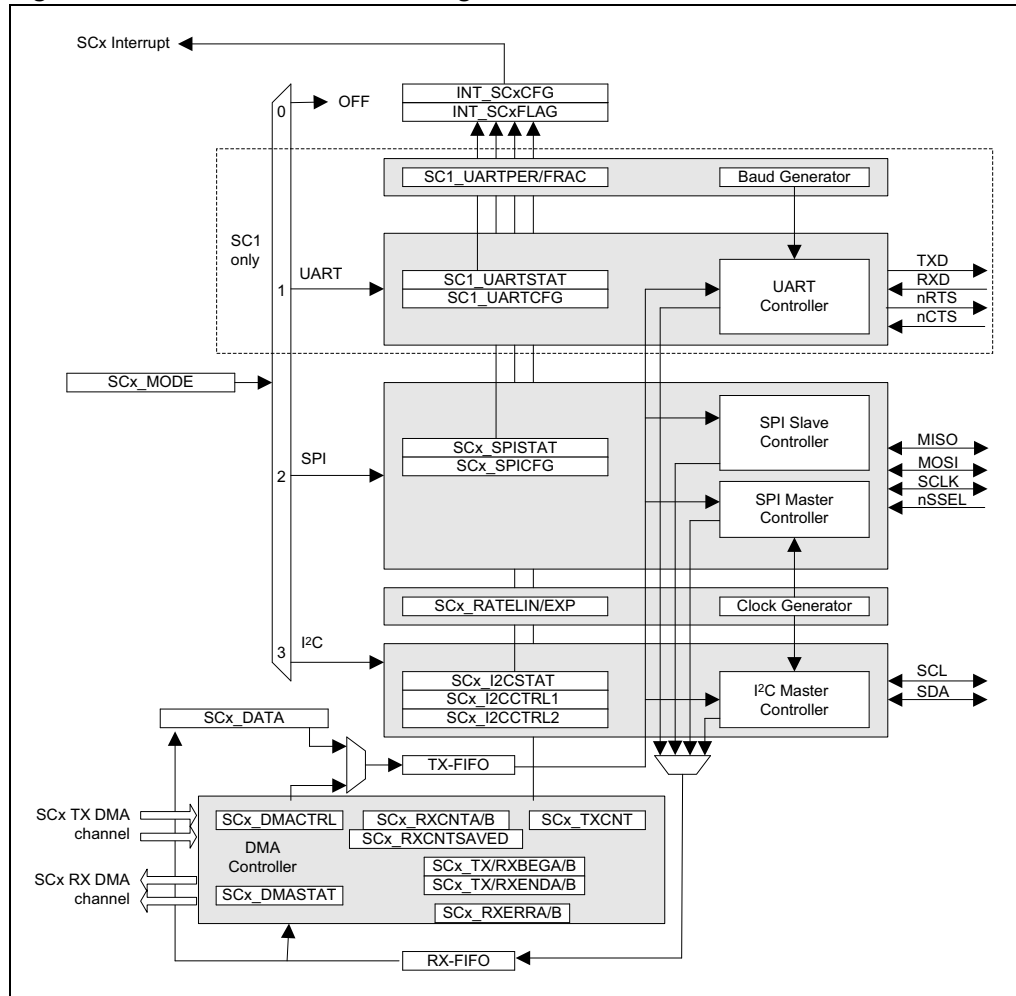 SCx Interrupt
INT_SCxCFG
INT_SCxFLAG
0
OFF
SC1_UARTPER/FRAC
Baud Generator
SC1
only
UART
1
SC1_UARTSTAT
SC1_UARTCFG
UART
Controller
TXD
RXD
nRTS
nCTS
SCx_MODE
SPI
2
SCx_SPISTAT
SCx_SPICFG
SPI Slave
Controller
SPI Master
Controller
MISO
MOSI
SCLK
nSSEL
SCx_RATELIN/EXP
Clock Generator
I²C
3
SCx_I2CSTAT
SCx_I2CCTRL1
SCx_I2CCTRL2
I²C Master
Controller
SCL
SDA
SCx_DATA
TX-FIFO
SCx TX DMA
channel
SCx_DMACTRL
SCx_RXCNTA/B
SCx_TXCNT
SCx_RXCNTSAVED
DMA
Controller
SCx_TX/RXBEGA/B
SCx_TX/RXENDA/B
SCx RX DMA
channel
SCx_DMASTAT
SCx_RXERRA/B
RX-FIFO